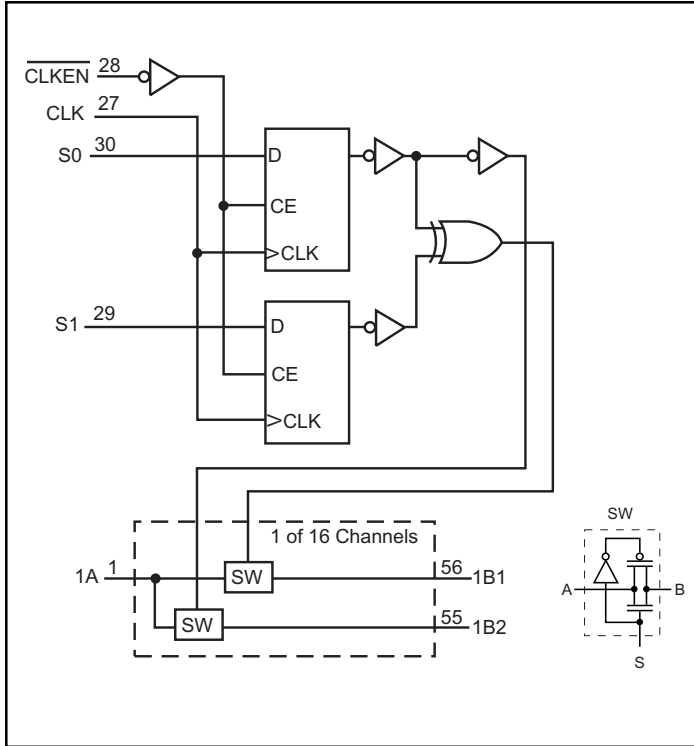 CLKEN 28
CLK 27
S0 30
D
CE
>CLK
S1 29
D
CE
>CLK
1 of 16 Channels
SW
1A 1
SW
56 1B1
A
B
SW
55 1B2
S